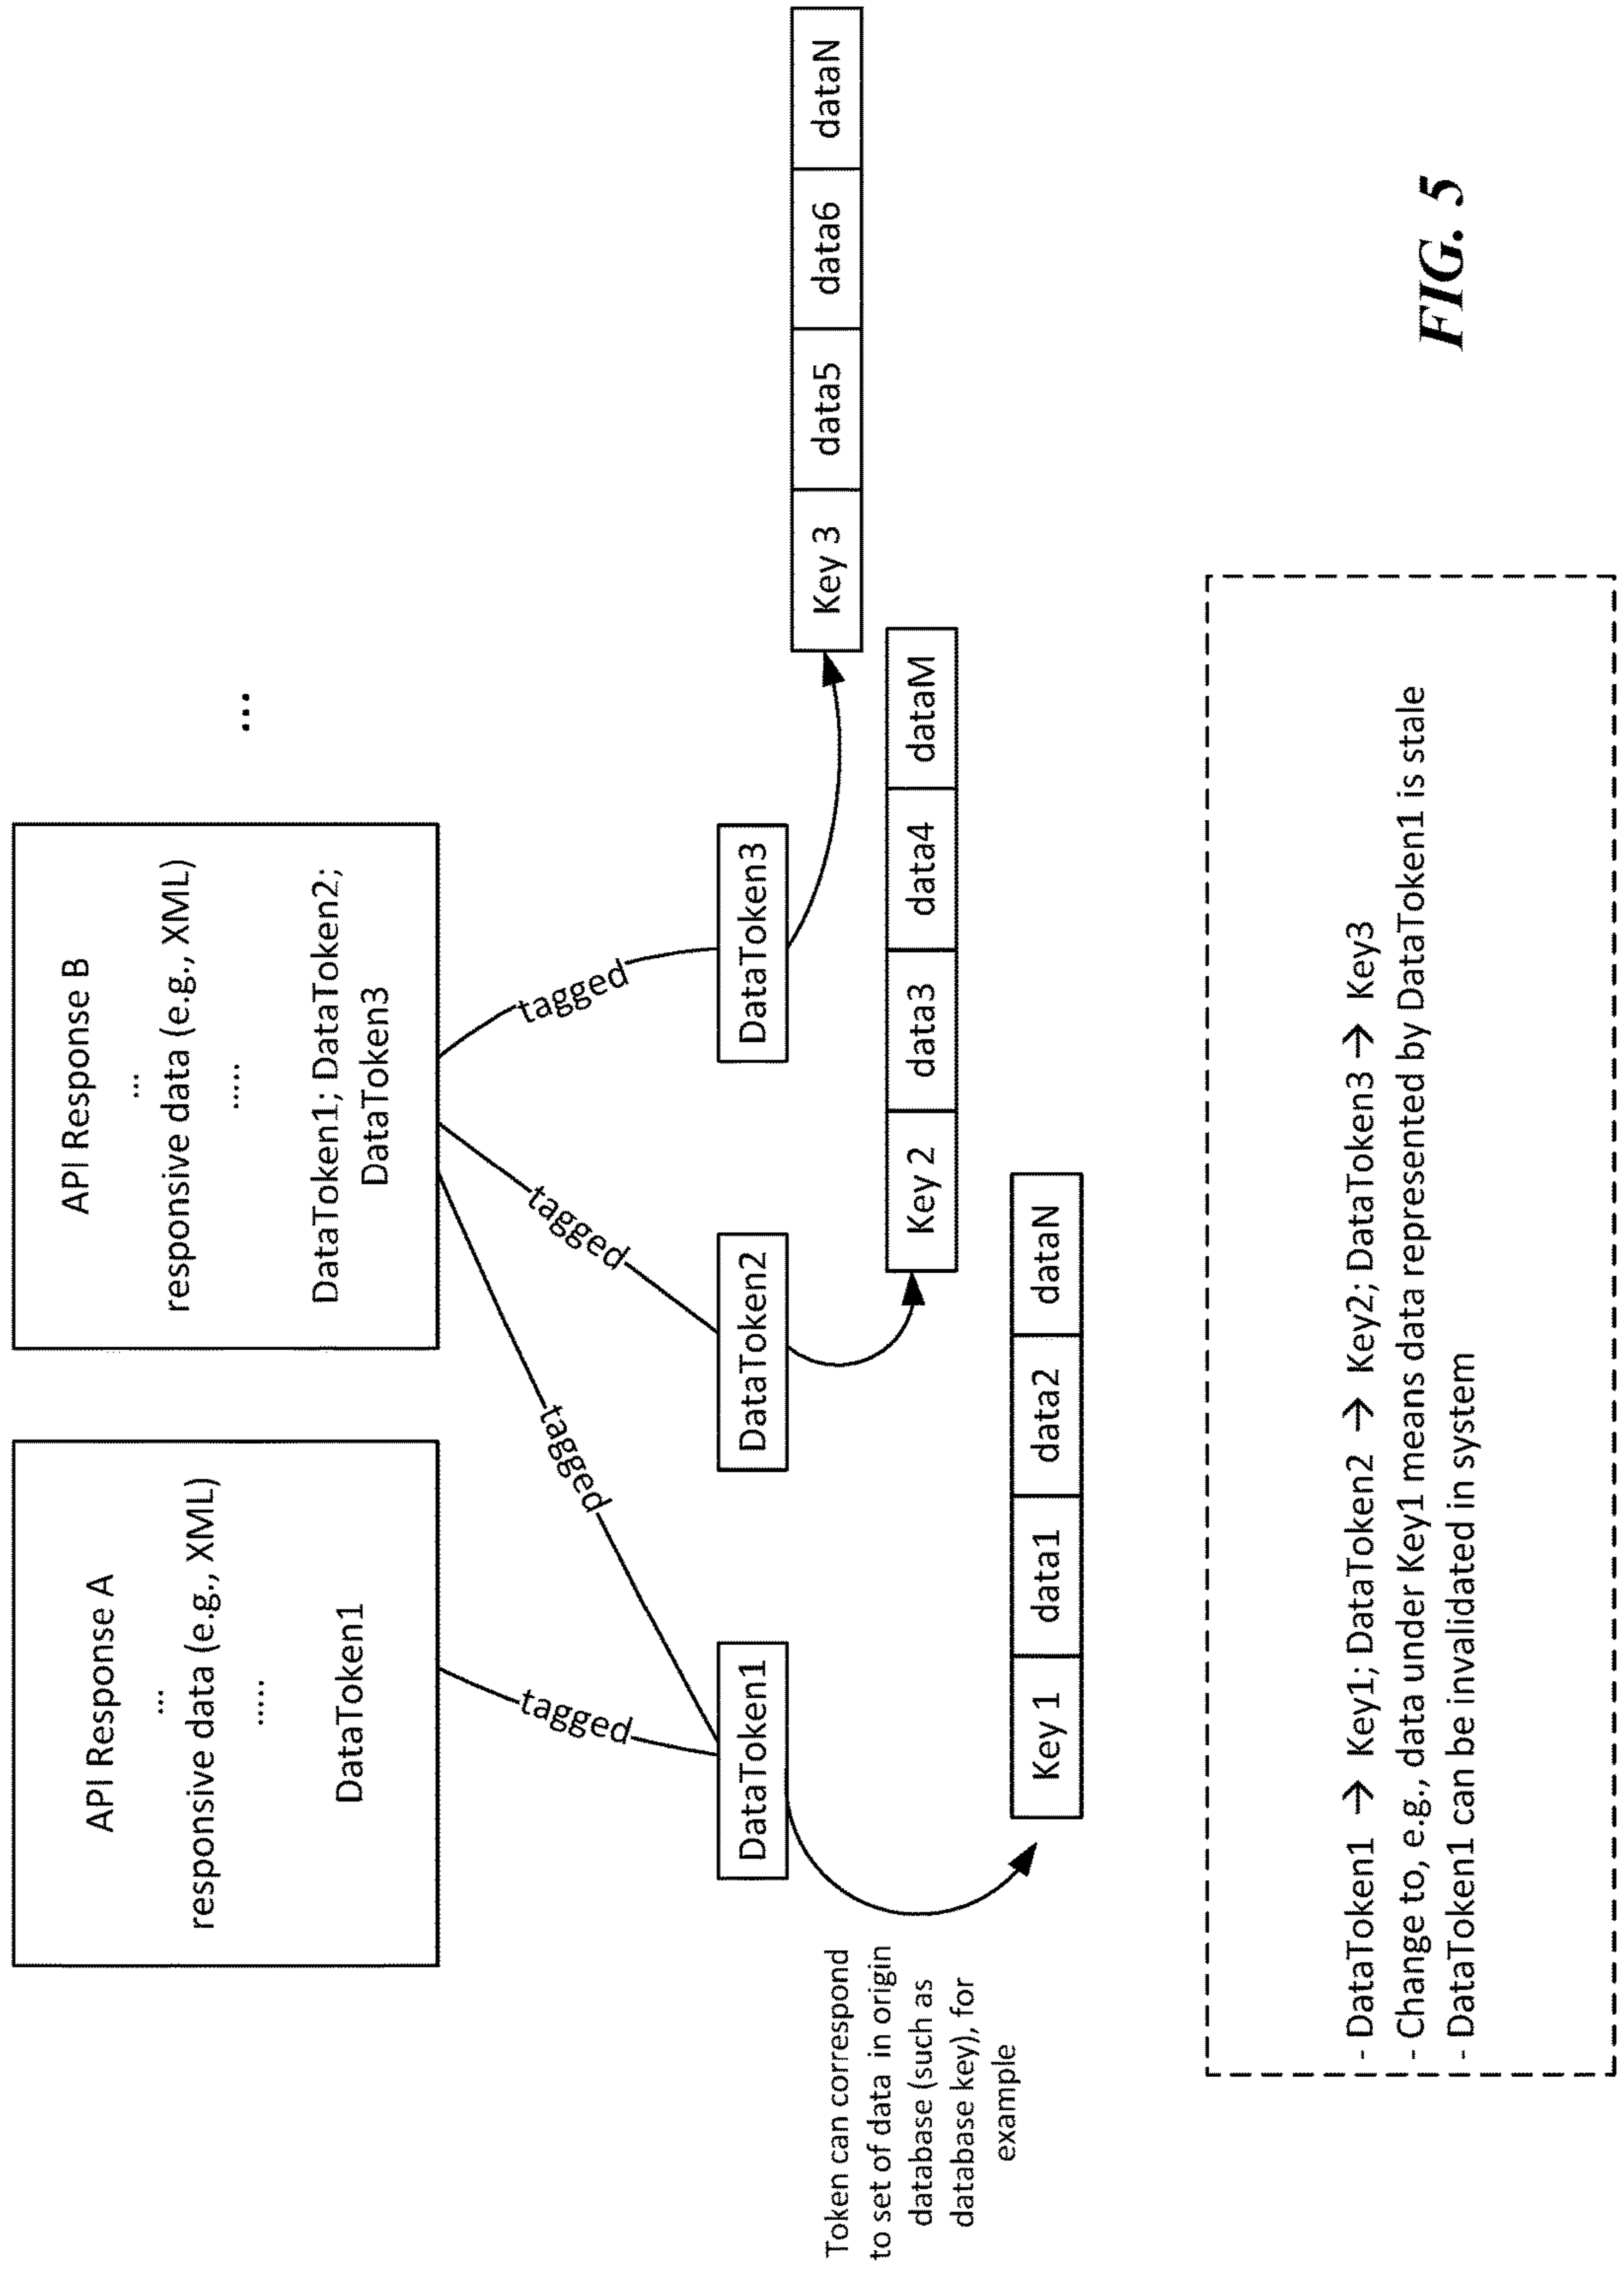 API Response A
...
responsive data (e.g., XML)
.....
DataToken1
API Response B
...
responsive data (e.g., XML)
.....
DataToken1; DataToken2;
DataToken3
...
tagged
tagged
tagged
tagged
DataToken1
DataToken2
DataToken3
Key 3 data5 data6 dataN
Key 2 data3 data4 dataM
Key 1 data1 data2 dataN
Token can correspond
to set of data in origin
database (such as
database key), for
example
- DataToken1 → Key1; DataToken2 → Key2; DataToken3 → Key3
- Change to, e.g., data under Key1 means data represented by DataToken1 is stale
- DataToken1 can be invalidated in system
FIG. 5